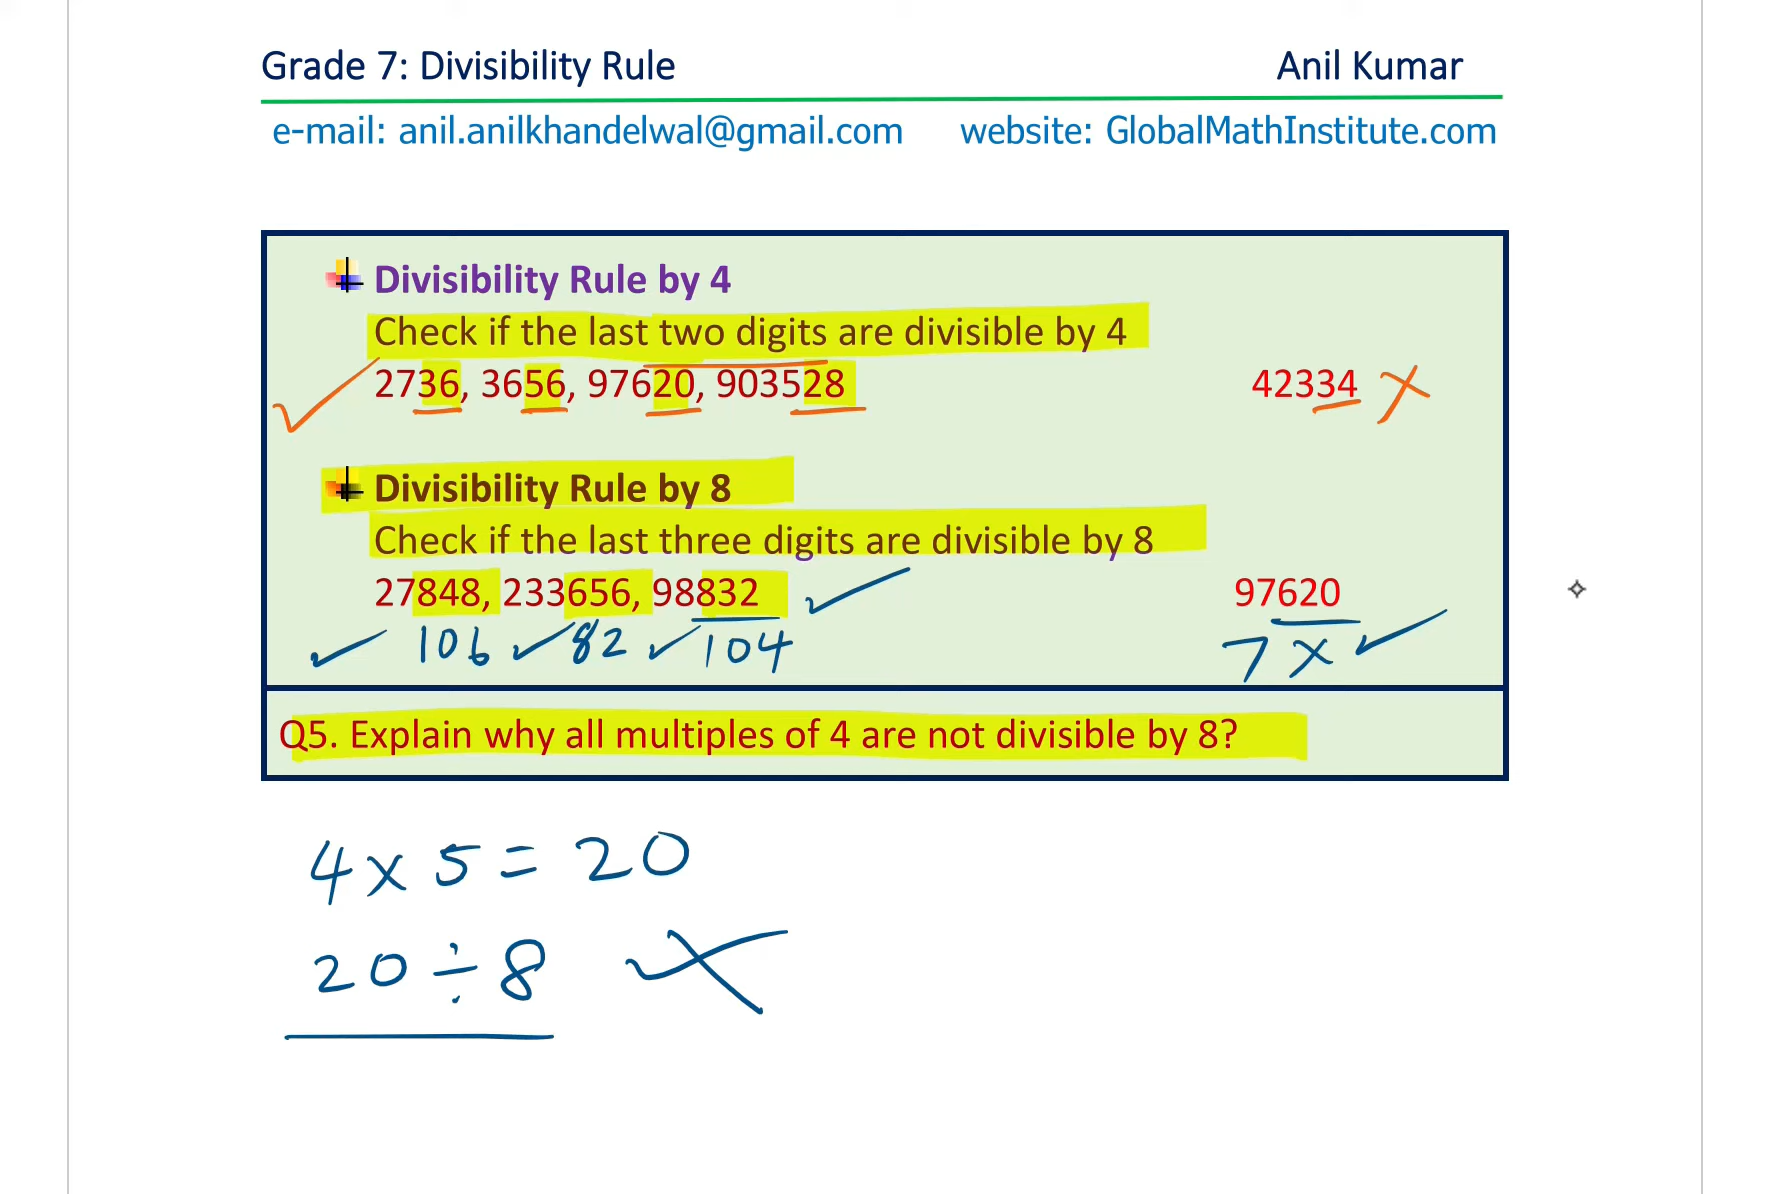 Grade 7: Divisibility Rule Anil Kumar
e-mail: anil.anilkhandelwal@gmail.com website: GlobalMathInstitute.com
Divisibility Rule by 4
Check if the last two digits are divisible by 4
2736, 3656, 97620, 903528 42334
Divisibility Rule by 8
Check if the last three digits are divisible by 8
27848, 233656, 98832 97620
106 82 104 7 x
Q5. Explain why all multiples of 4 are not divisible by 8?
4 x 5 = 20
20 ÷ 8